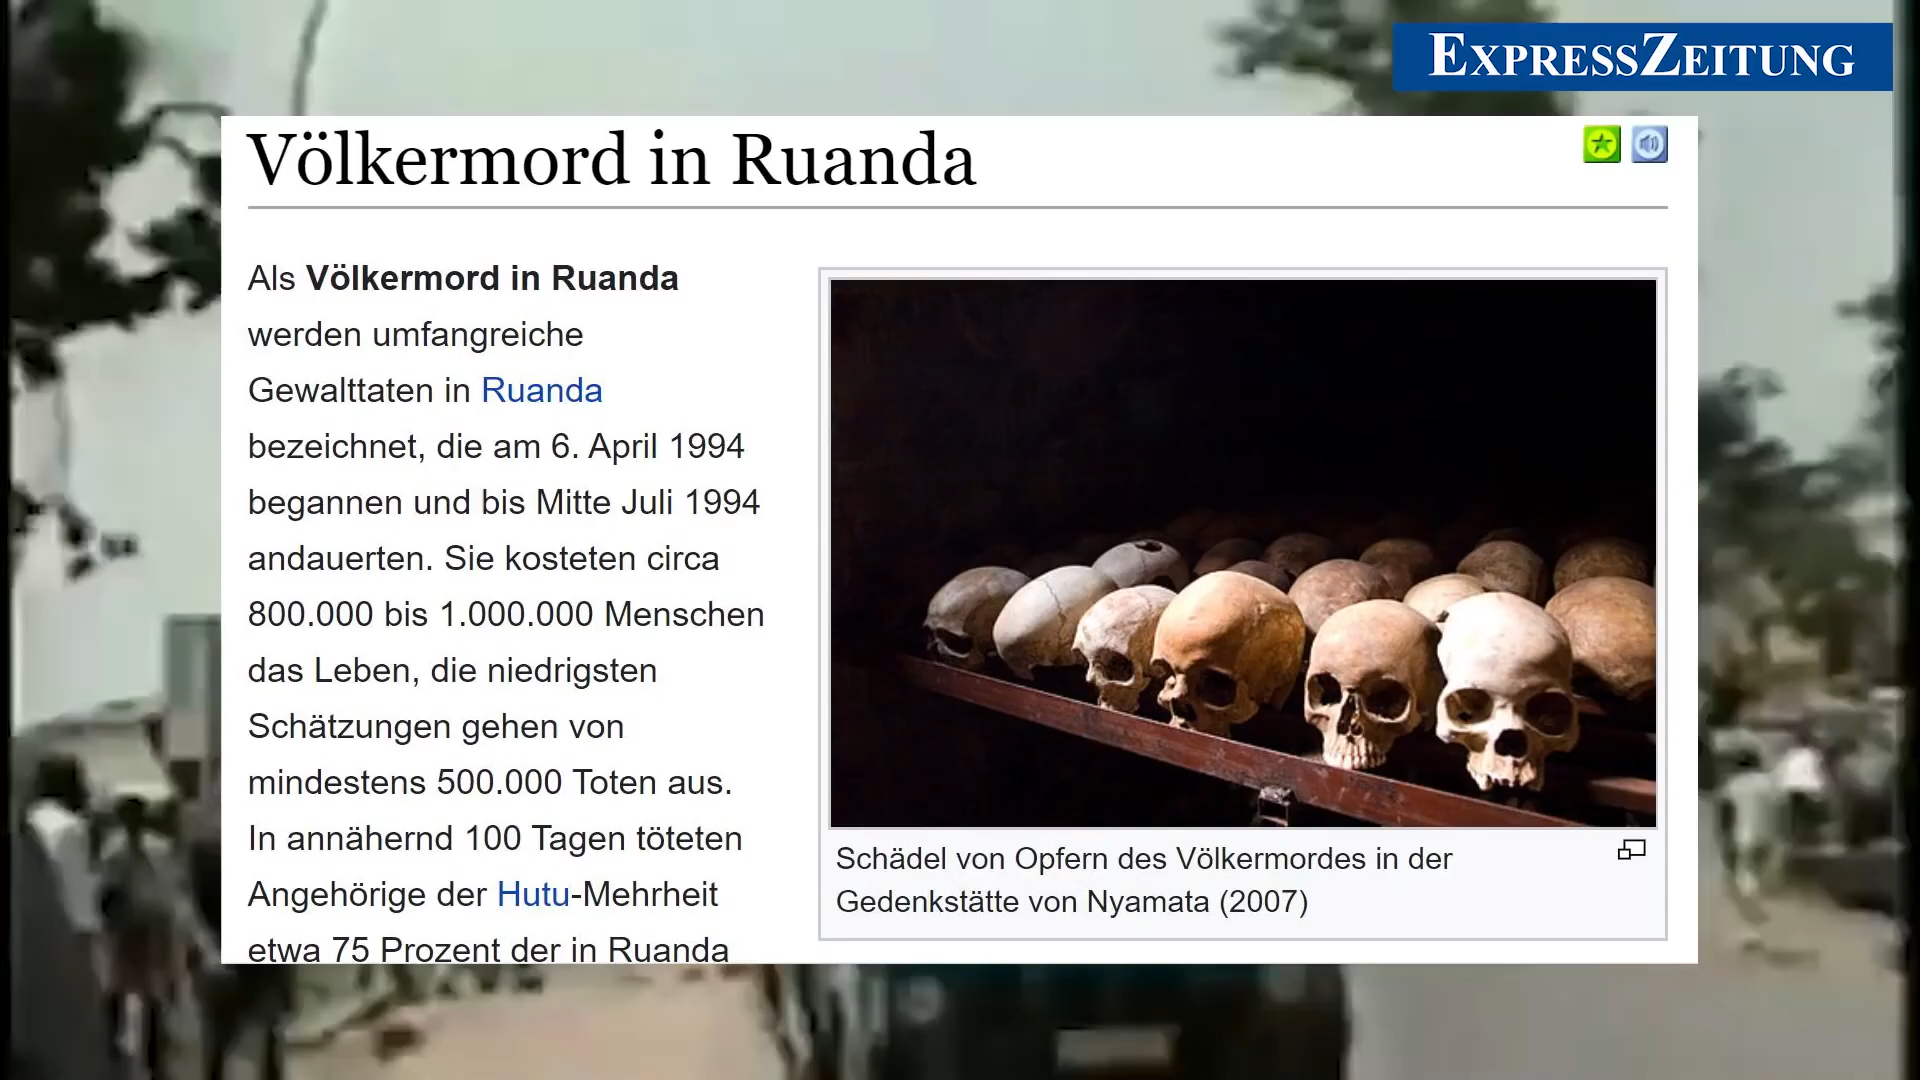 EXPRESSZEITUNG
Völkermord in Ruanda
Als Völkermord in Ruanda
werden umfangreiche
Gewalttaten in Ruanda
bezeichnet, die am 6. April 1994
begannen und bis Mitte Juli 1994
andauerten. Sie kosteten circa
800.000 bis 1.000.000 Menschen
das Leben, die niedrigsten
Schätzungen gehen von
mindestens 500.000 Toten aus.
In annähernd 100 Tagen töteten
Angehörige der Hutu-Mehrheit
etwa 75 Prozent der in Ruanda
Schädel von Opfern des Völkermordes in der
Gedenkstätte von Nyamata (2007)